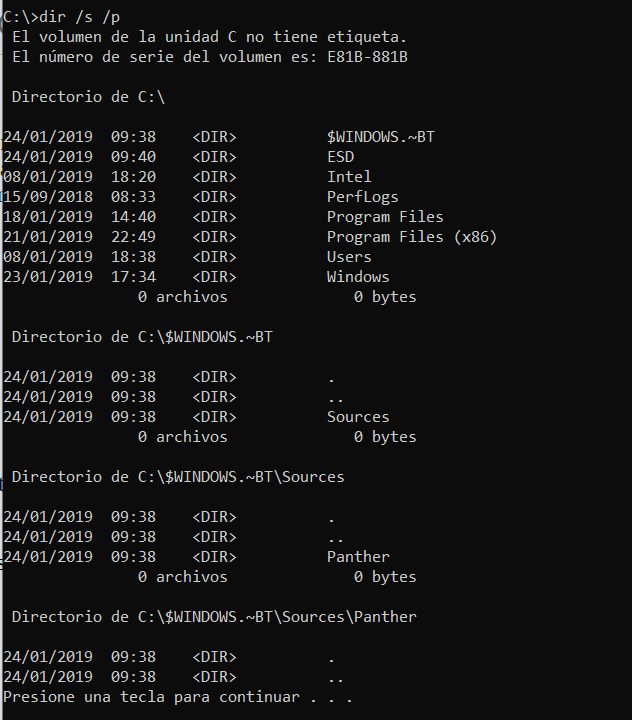 C:\>dir /s /p
El volumen de la unidad C no tiene etiqueta.
El número de serie del volumen es: E81B-881B
Directorio de C:\
24/01/2019  09:38    <DIR>          $WINDOWS.~BT
24/01/2019  09:40    <DIR>          ESD
08/01/2019  18:20    <DIR>          Intel
15/09/2018  08:33    <DIR>          PerfLogs
18/01/2019  14:40    <DIR>          Program Files
21/01/2019  22:49    <DIR>          Program Files (x86)
08/01/2019  18:38    <DIR>          Users
23/01/2019  17:34    <DIR>          Windows
0 archivos              0 bytes
Directorio de C:\$WINDOWS.~BT
24/01/2019  09:38    <DIR>          .
24/01/2019  09:38    <DIR>          ..
24/01/2019  09:38    <DIR>          Sources
0 archivos              0 bytes
Directorio de C:\$WINDOWS.~BT\Sources
24/01/2019  09:38    <DIR>          .
24/01/2019  09:38    <DIR>          ..
24/01/2019  09:38    <DIR>          Panther
0 archivos              0 bytes
Directorio de C:\$WINDOWS.~BT\Sources\Panther
24/01/2019  09:38    <DIR>          .
24/01/2019  09:38    <DIR>          ..
Presione una tecla para continuar . . .